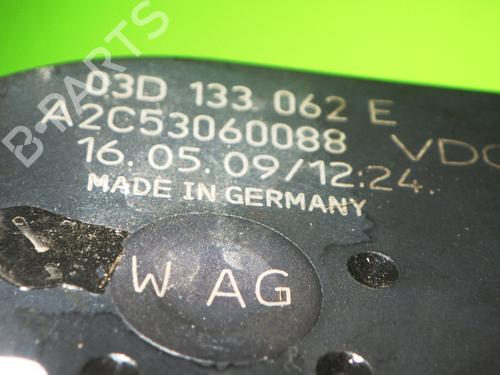 03D 133 062 E
A2C53060088 VDO
16.05.09/12:24.
MADE IN GERMANY
W AG
B-PARTS